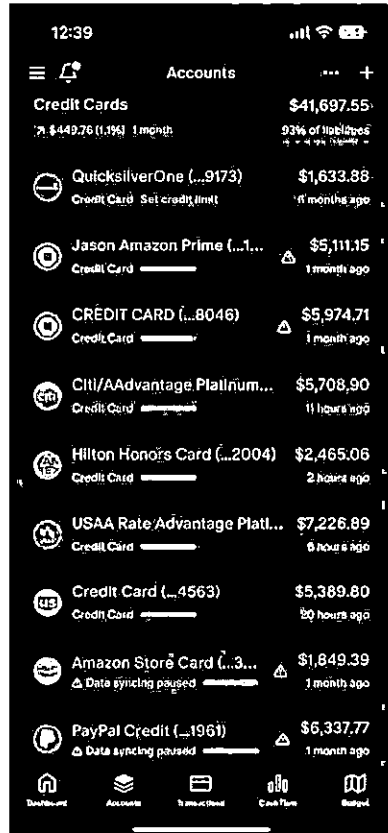 12:39
Accounts
Credit Cards $41,697.55
$449.76 (1.1%) 1 month 93% of liabilities
QuicksilverOne (...9173) $1,633.88
Credit Card Set credit limit months ago
Jason Amazon Prime (...1... $5,111.15
Credit Card 1 month ago
CREDIT CARD (...8046) $5,974.71
Credit Card 1 month ago
citi Citi/AAdvantage Platinum... $5,708.90
Credit Card 11 hours ago
Hilton Honors Card (...2004) $2,465.06
Credit Card 2 hours ago
USAA Rate Advantage Plati... $7,226.89
Credit Card 6 hours ago
Credit Card (...4563) $5,389.80
Credit Card 20 hours ago
Amazon Store Card (...3... $1,849.39
Data syncing paused 1 month ago
PayPal Credit (...1961) $6,337.77
Data syncing paused 1 month ago
Dashboard Accounts Transactions Cash Flow Budget